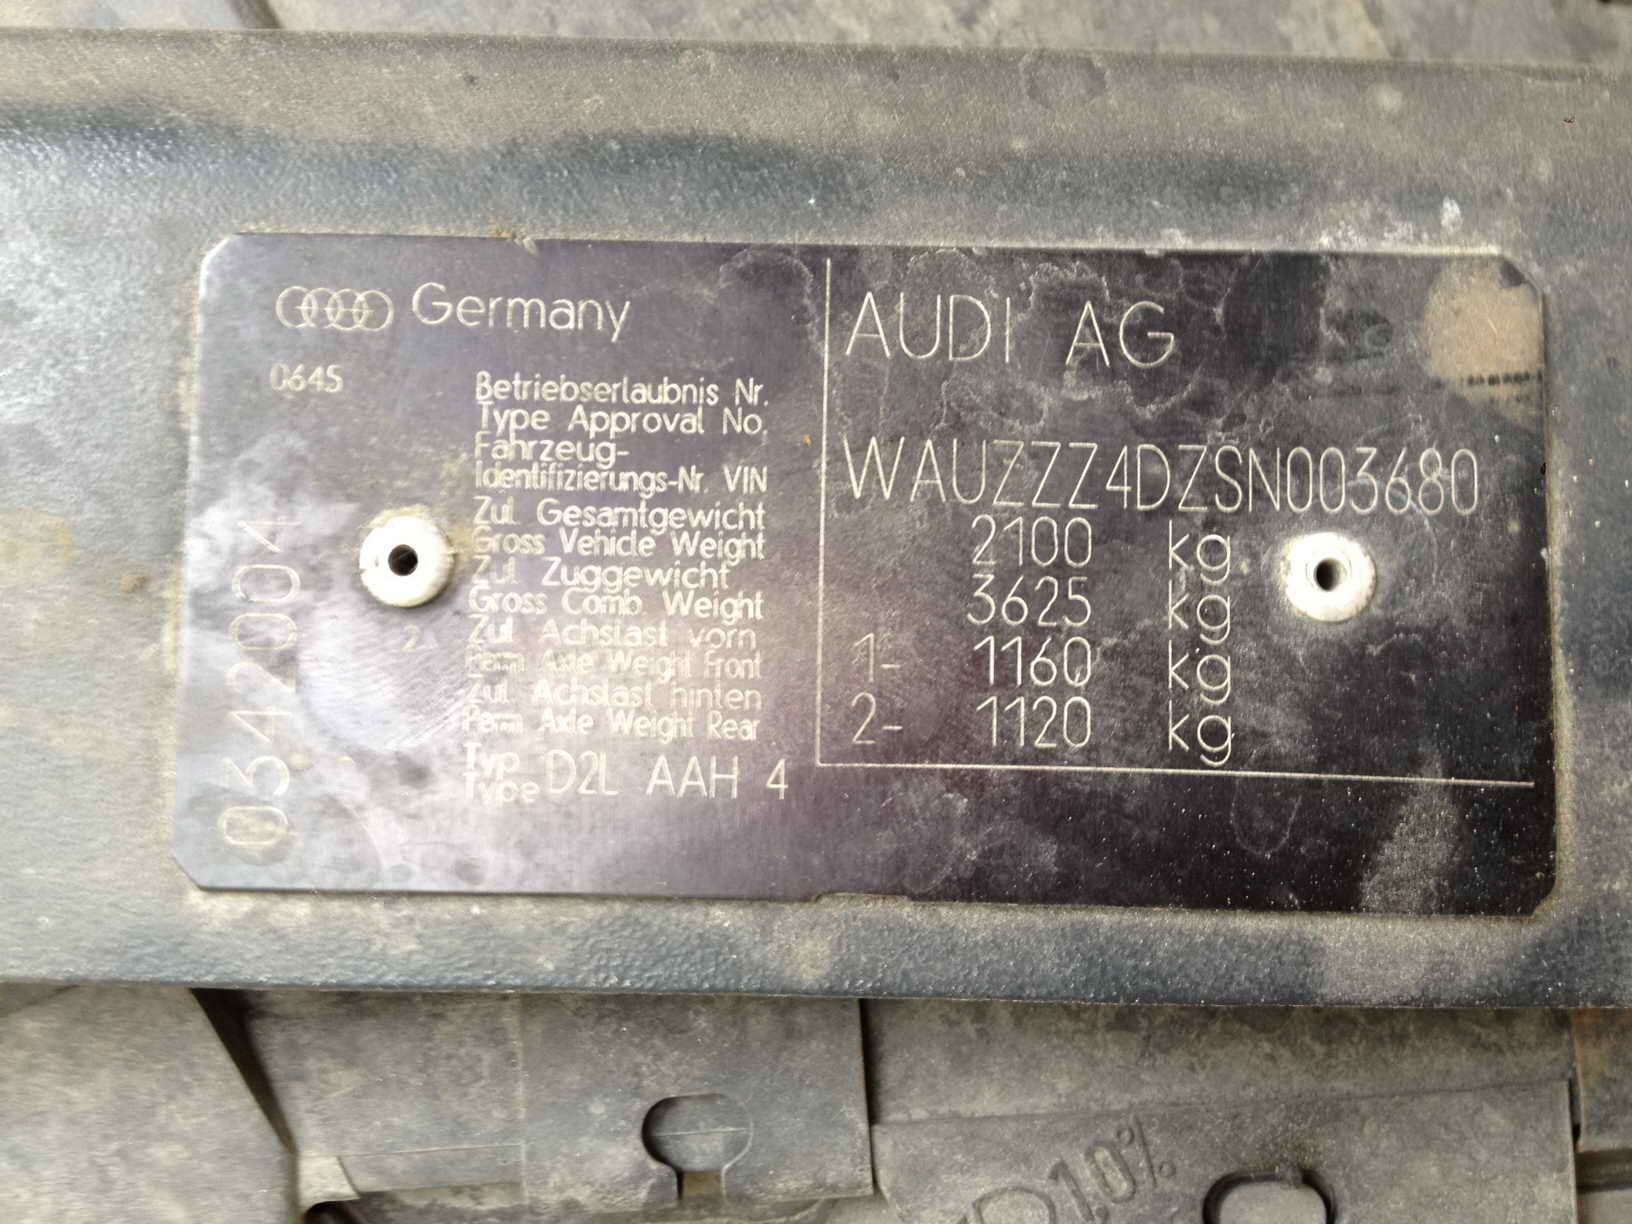 Germany
0645
Betriebserlaubnis Nr.
Type Approval No.
Fahrzeug-
Identifizierungs-Nr. VIN
Zul. Gesamtgewicht
Gross Vehicle Weight
Zul. Zuggewicht
Gross Comb. Weight
Zul. Achslast vorn
Perm. Axle Weight Front
Zul. Achslast hinten
Perm. Axle Weight Rear
Typ
Type D2L AAH 4
2A
0342004
AUDI AG
WAUZZZ4DZSN003680
2100 kg
3625 kg
1- 1160 kg
2- 1120 kg